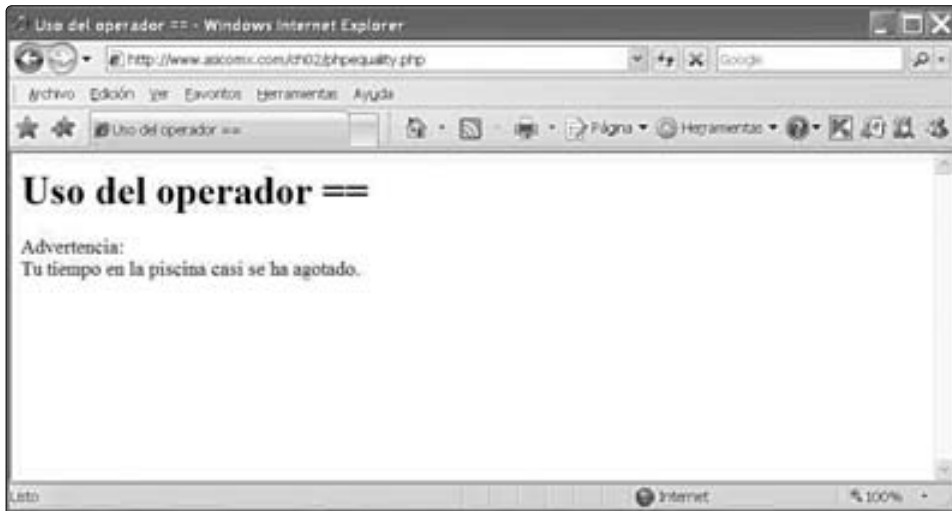 Uso del operador == - Windows Internet Explorer
http://www.asicomx.com/ch02/phpequality.php
Google
Archivo Edición Ver Favoritos Herramientas Ayuda
Uso del operador ==
Página Herramientas
Uso del operador ==
Advertencia:
Tu tiempo en la piscina casi se ha agotado.
Listo
Internet
100%